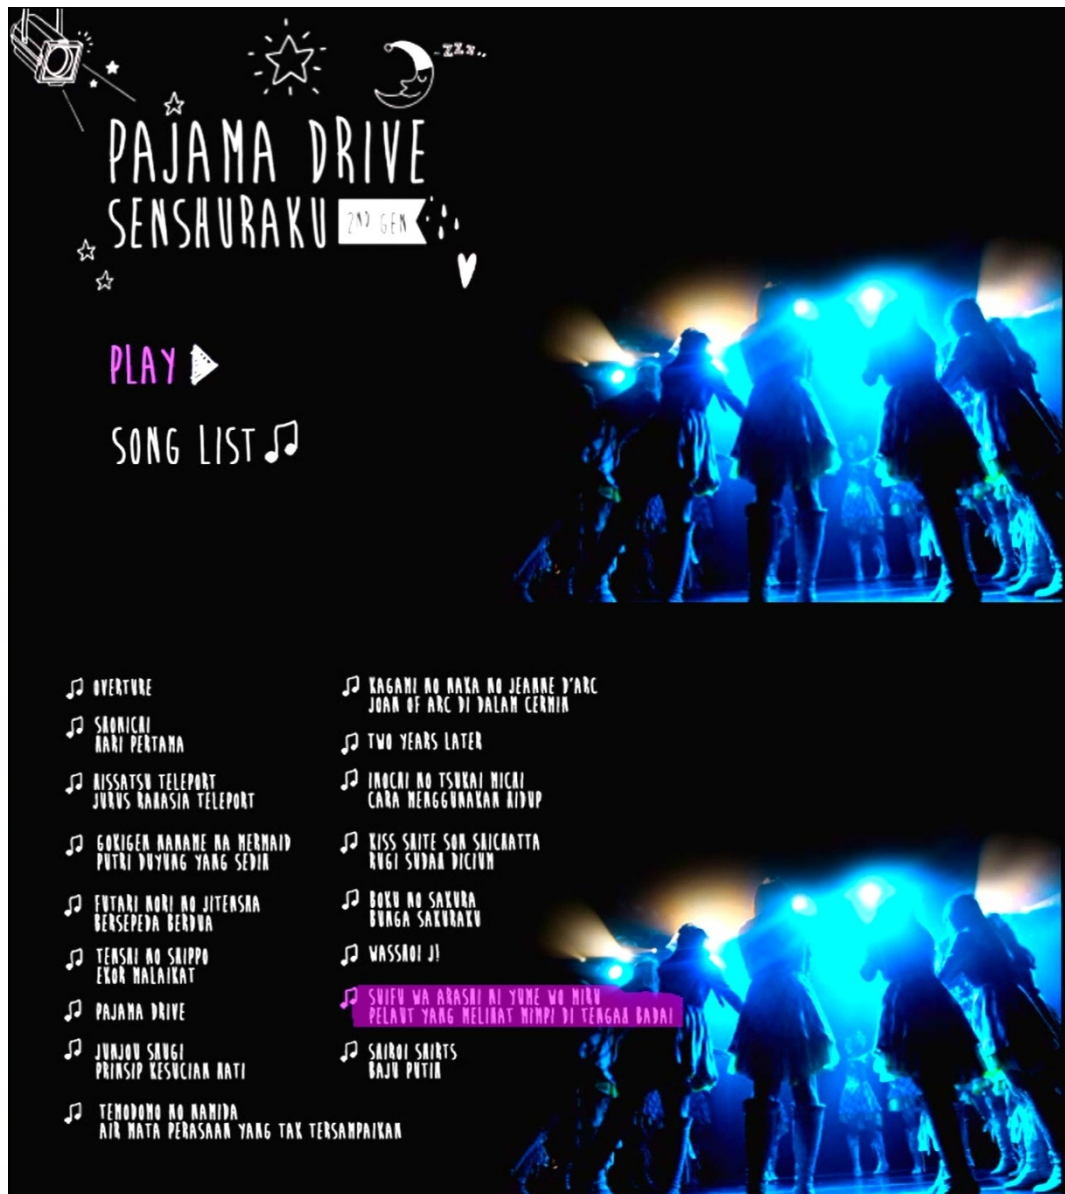 ZZZ..
PAJAMA DRIVE
SENSHURAKU 2ND GEN
PLAY
SONG LIST
OVERTURE
SHONICHI
HARI PERTAMA
HISSATSU TELEPORT
JURUS RAHASIA TELEPORT
GOKIGEN NANAME NA MERMAID
PUTRI DUYUNG YANG SEDIH
FUTARI NORI NO JITENSHA
BERSEPEDA BERDUA
TENSHI NO SHIPPO
EKOR MALAIKAT
PAJAMA DRIVE
JUNJOU SHUGI
PRINSIP KESUCIAN HATI
TEMODOMO NO NAMIDA
AIR MATA PERASAAN YANG TAK TERSAMPAIKAN
KAGAMI NO NAKA NO JEANNE D'ARC
JOAN OF ARC DI DALAM CERMIN
TWO YEARS LATER
INOCHI NO TSUKAI MICHI
CARA MENGGUNAKAN HIDUP
KISS SHITE SON SHICHATTA
RUGI SUDAH DICIUM
BOKU NO SAKURA
BUNGA SAKURAKU
WASSHOI J!
SUIFU WA ARASHI NI YUME WO MIRU
PELAUT YANG MELIHAT MIMPI DI TENGAH BADAI
SHIROI SHIRTS
BAJU PUTIH